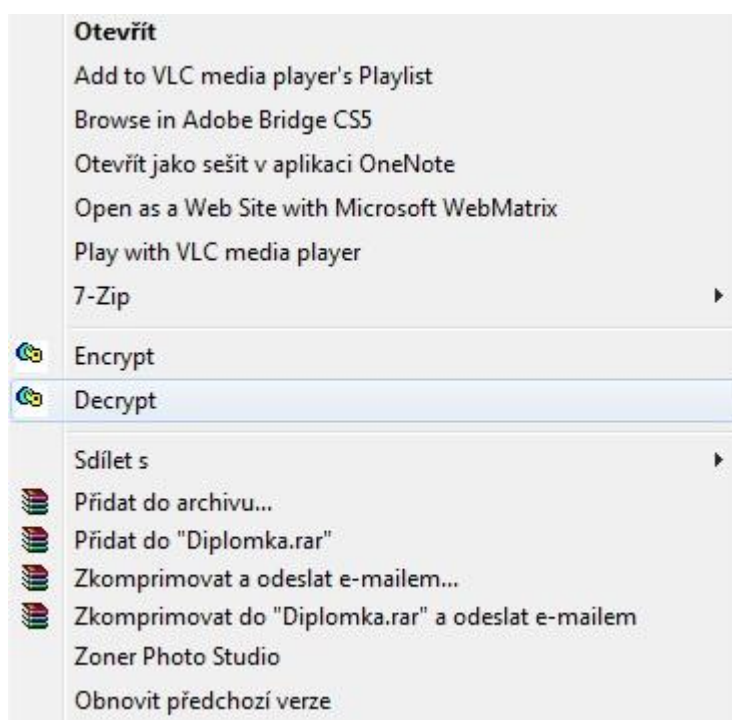 Otevřít
Add to VLC media player's Playlist
Browse in Adobe Bridge CS5
Otevřít jako sešit v aplikaci OneNote
Open as a Web Site with Microsoft WebMatrix
Play with VLC media player
7-Zip
Encrypt
Decrypt
Sdílet s
Přidat do archivu...
Přidat do "Diplomka.rar"
Zkomprimovat a odeslat e-mailem...
Zkomprimovat do "Diplomka.rar" a odeslat e-mailem
Zoner Photo Studio
Obnovit předchozí verze